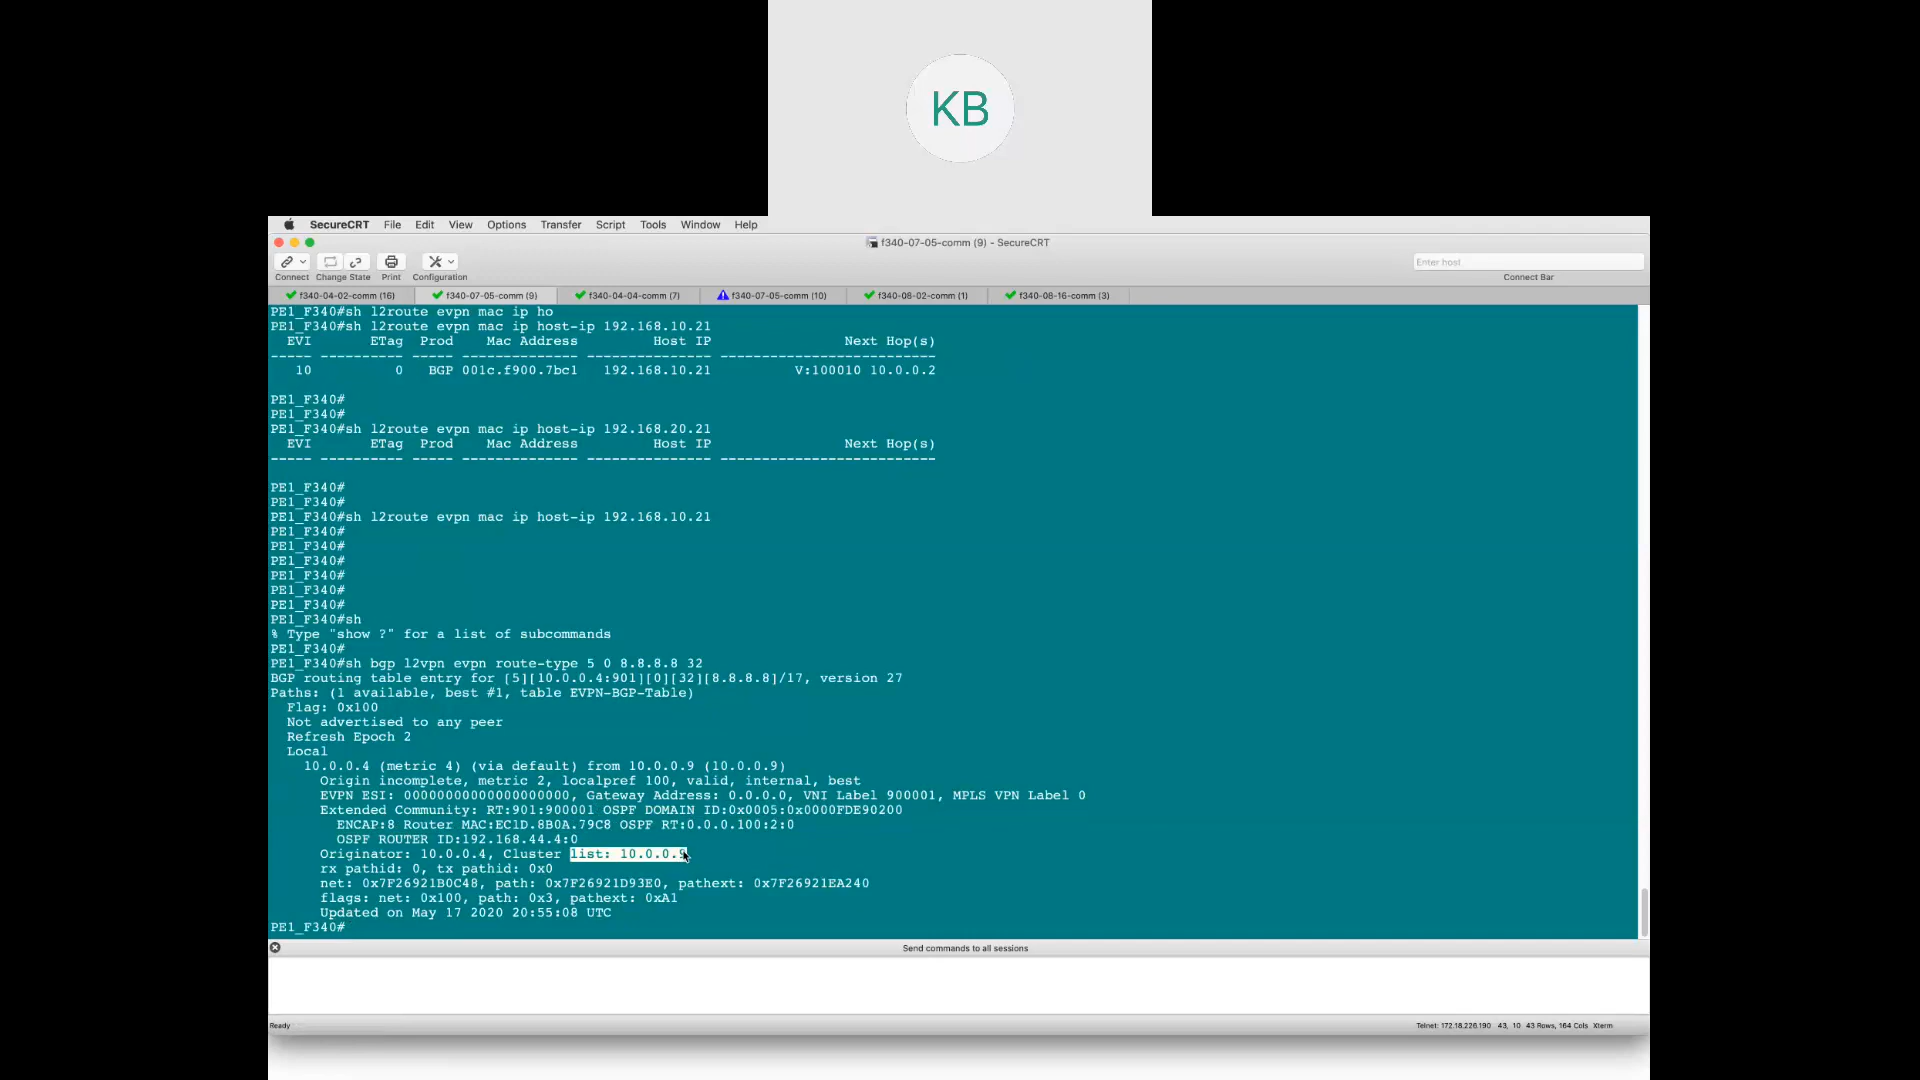 KB
SecureCRT File Edit View Options Transfer Script Tools Window Help
f340-07-05-comm (9) - SecureCRT
Enter host
Connect Change State Print Configuration Connect Bar
f340-04-02-comm (16) f340-07-05-comm (9) f340-04-04-comm (7) f340-07-05-comm (10) f340-08-02-comm (1) f340-08-16-comm (3)
PE1_F340#sh l2route evpn mac ip ho
PE1_F340#sh l2route evpn mac ip host-ip 192.168.10.21
EVI ETag Prod Mac Address Host IP Next Hop(s)
----- ---------- ----- -------------- --------------- --------------------------
10 0 BGP 001c.f900.7bc1 192.168.10.21 V:100010 10.0.0.2
PE1_F340#
PE1_F340#
PE1_F340#sh l2route evpn mac ip host-ip 192.168.20.21
EVI ETag Prod Mac Address Host IP Next Hop(s)
----- ---------- ----- -------------- --------------- --------------------------
PE1_F340#
PE1_F340#
PE1_F340#sh l2route evpn mac ip host-ip 192.168.10.21
PE1_F340#
PE1_F340#
PE1_F340#
PE1_F340#
PE1_F340#
PE1_F340#
PE1_F340#sh
% Type "show ?" for a list of subcommands
PE1_F340#
PE1_F340#sh bgp l2vpn evpn route-type 5 0 8.8.8.8 32
BGP routing table entry for [5][10.0.0.4:901][0][32][8.8.8.8]/17, version 27
Paths: (1 available, best #1, table EVPN-BGP-Table)
Flag: 0x100
Not advertised to any peer
Refresh Epoch 2
Local
10.0.0.4 (metric 4) (via default) from 10.0.0.9 (10.0.0.9)
Origin incomplete, metric 2, localpref 100, valid, internal, best
EVPN ESI: 00000000000000000000, Gateway Address: 0.0.0.0, VNI Label 900001, MPLS VPN Label 0
Extended Community: RT:901:900001 OSPF DOMAIN ID:0x0005:0x0000FDE90200
ENCAP:8 Router MAC:EC1D.8B0A.79C8 OSPF RT:0.0.0.100:2:0
OSPF ROUTER ID:192.168.44.4:0
Originator: 10.0.0.4, Cluster list: 10.0.0.9
rx pathid: 0, tx pathid: 0x0
net: 0x7F26921B0C48, path: 0x7F26921D93E0, pathext: 0x7F26921EA240
flags: net: 0x100, path: 0x3, pathext: 0xA1
Updated on May 17 2020 20:55:08 UTC
PE1_F340#
Send commands to all sessions
Ready Telnet: 172.18.226.190 43, 10 43 Rows, 164 Cols Xterm